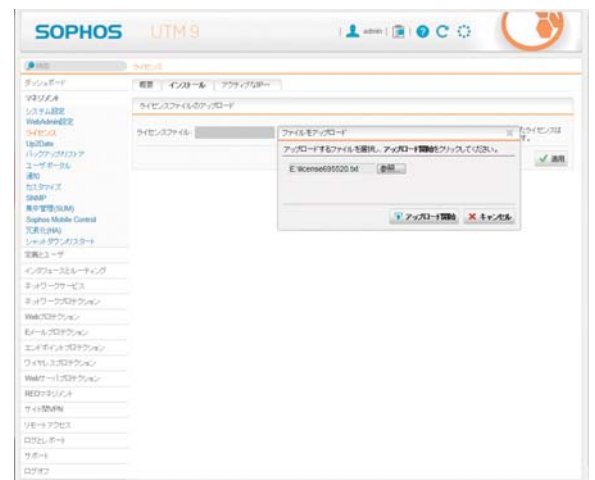 SOPHOS UTM 9
admin
検索
ライセンス
ダッシュボード
マネジメント
システム設定
WebAdmin設定
ライセンス
Up2Date
バックアップ/リストア
ユーザポータル
通知
カスタマイズ
SNMP
集中管理(SUM)
Sophos Mobile Control
冗長化(HA)
シャットダウン/リスタート
定義とユーザ
インタフェースとルーティング
ネットワークサービス
ネットワークプロテクション
Webプロテクション
Eメールプロテクション
エンドポイントプロテクション
ワイヤレスプロテクション
Webサーバプロテクション
REDマネジメント
サイト間VPN
リモートアクセス
ログとレポート
サポート
ログオフ
概要 インストール アクティブなIP
ライセンスファイルのアップロード
ライセンスファイル:
ファイルをアップロード
アップロードするファイルを選択し、アップロード開始をクリックしてください。
E:\license695520.txt 参照...
アップロード開始 キャンセル
たライセンスは
す。
適用